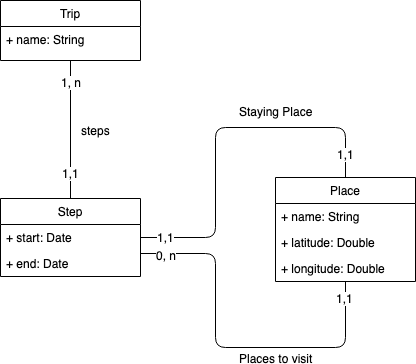 Trip
+ name: String
1, n
steps
1,1
Step
+ start: Date
+ end: Date
1,1
0, n
Staying Place
1,1
Place
+ name: String
+ latitude: Double
+ longitude: Double
1,1
Places to visit